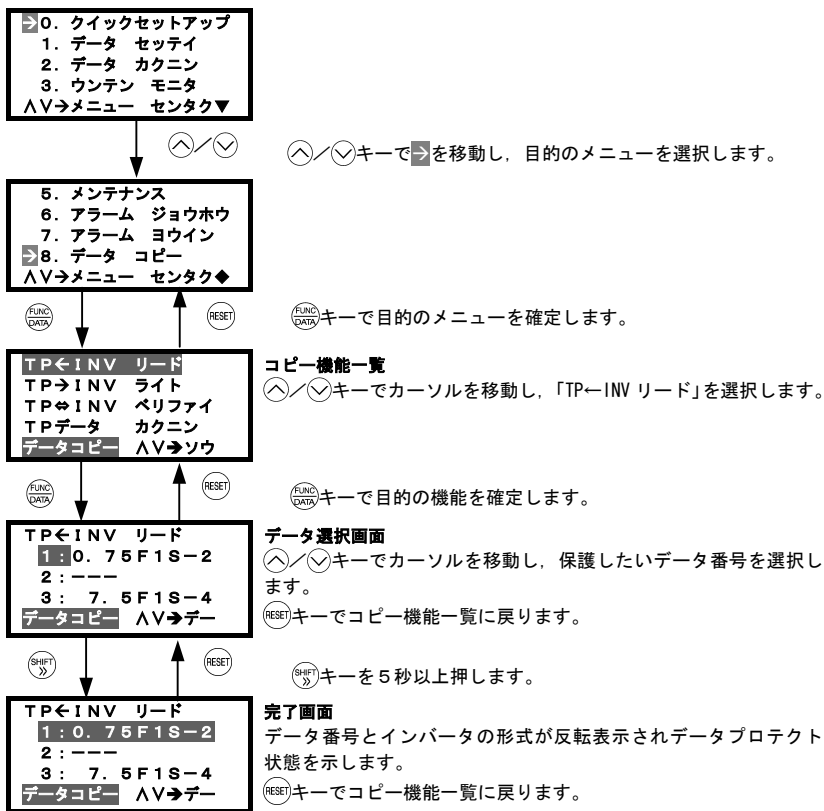 →0. クイックセットアップ
1. データ セッテイ
2. データ カクニン
3. ウンテン モニタ
∧∨→メニュー センタク▼
∧/∨
∧/∨キーで→を移動し，目的のメニューを選択します。
5. メンテナンス
6. アラーム ジョウホウ
7. アラーム ヨウイン
→8. データ コピー
∧∨→メニュー センタク◆
FUNC
DATA
RESET
FUNC DATAキーで目的のメニューを確定します。
TP←INV リード
TP→INV ライト
TP⇔INV ベリファイ
TPデータ カクニン
データコピー ∧∨→ソウ
コピー機能一覧
∧/∨キーでカーソルを移動し，「TP←INV リード」を選択します。
FUNC
DATA
RESET
FUNC DATAキーで目的の機能を確定します。
TP←INV リード
1:0. 75F1S-2
2:---
3: 7. 5F1S-4
データコピー ∧∨→デー
データ選択画面
∧/∨キーでカーソルを移動し，保護したいデータ番号を選択し
ます。
RESETキーでコピー機能一覧に戻ります。
SHIFT
»
RESET
SHIFT »キーを５秒以上押します。
TP←INV リード
1:0. 75F1S-2
2:---
3: 7. 5F1S-4
データコピー ∧∨→デー
完了画面
データ番号とインバータの形式が反転表示されデータプロテクト
状態を示します。
RESETキーでコピー機能一覧に戻ります。